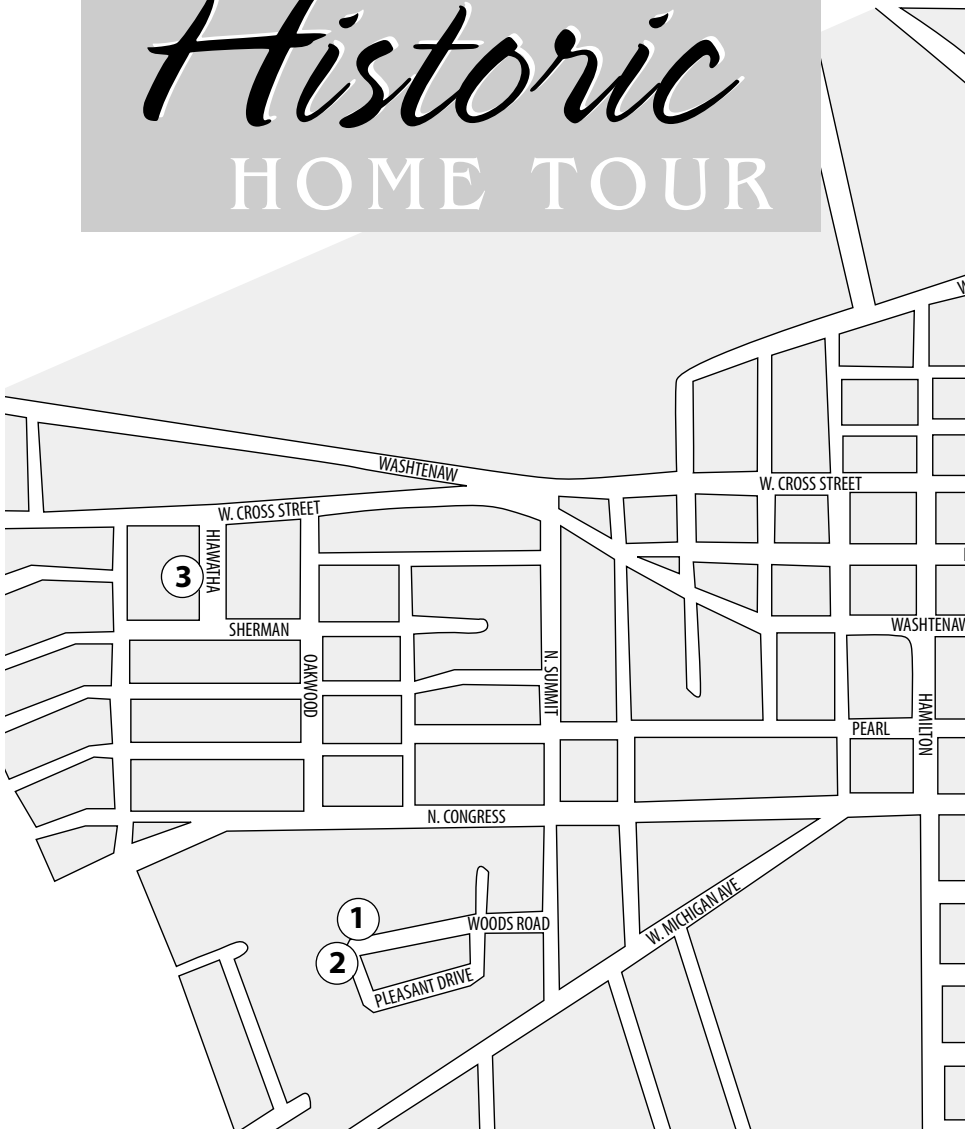 Historic
HOME TOUR
WASHTENAW
W. CROSS STREET
W. CROSS STREET
HIAWATHA
3
SHERMAN
WASHTENAW
OAKWOOD
N. SUMMIT
HAMILTON
PEARL
N. CONGRESS
W. MICHIGAN AVE
1
WOODS ROAD
2
PLEASANT DRIVE